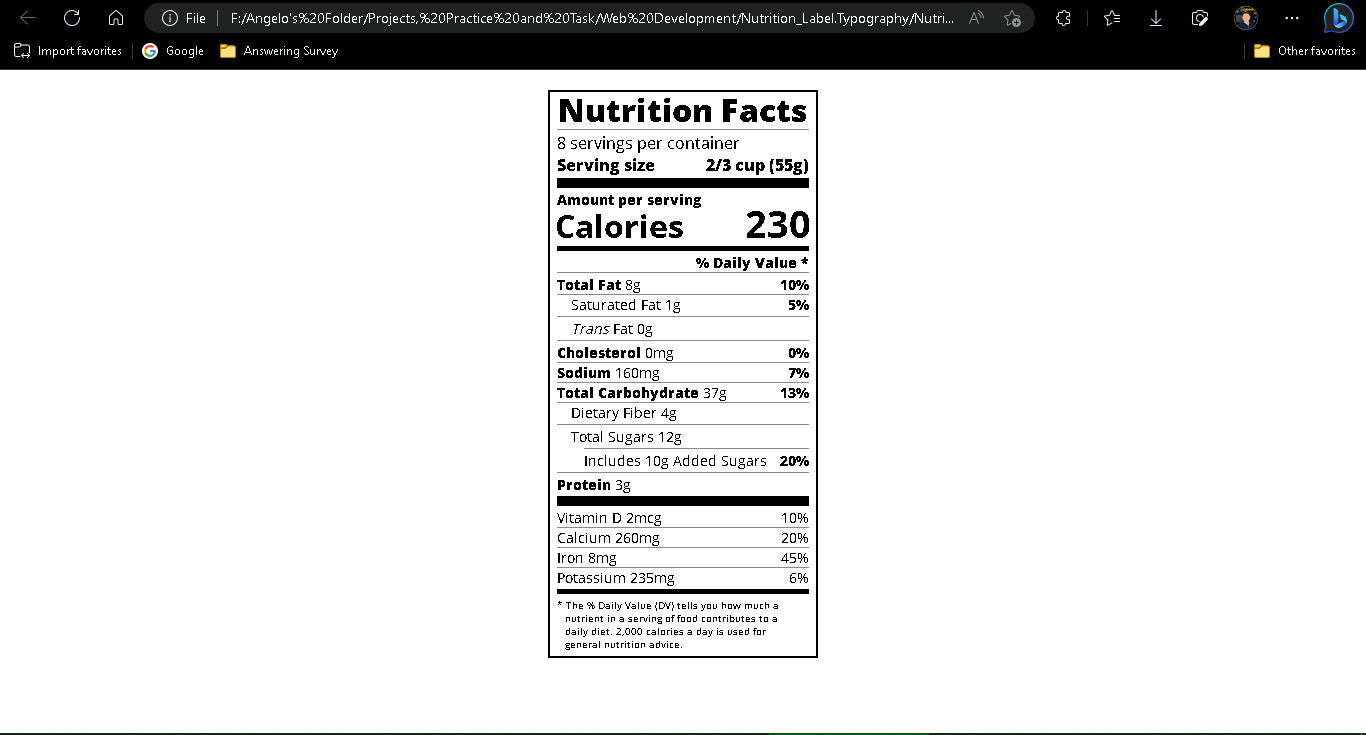 File
F:/Angelo's%20Folder/Projects,%20Practice%20and%20Task/Web%20Development/Nutrition_Label.Typography/Nutri...
Import favorites
Google
Answering Survey
Other favorites
Nutrition Facts
8 servings per container
Serving size 2/3 cup (55g)
Amount per serving
Calories 230
% Daily Value *
Total Fat 8g 10%
Saturated Fat 1g 5%
Trans Fat 0g
Cholesterol 0mg 0%
Sodium 160mg 7%
Total Carbohydrate 37g 13%
Dietary Fiber 4g
Total Sugars 12g
Includes 10g Added Sugars 20%
Protein 3g
Vitamin D 2mcg 10%
Calcium 260mg 20%
Iron 8mg 45%
Potassium 235mg 6%
* The % Daily Value (DV) tells you how much a
nutrient in a serving of food contributes to a
daily diet. 2,000 calories a day is used for
general nutrition advice.